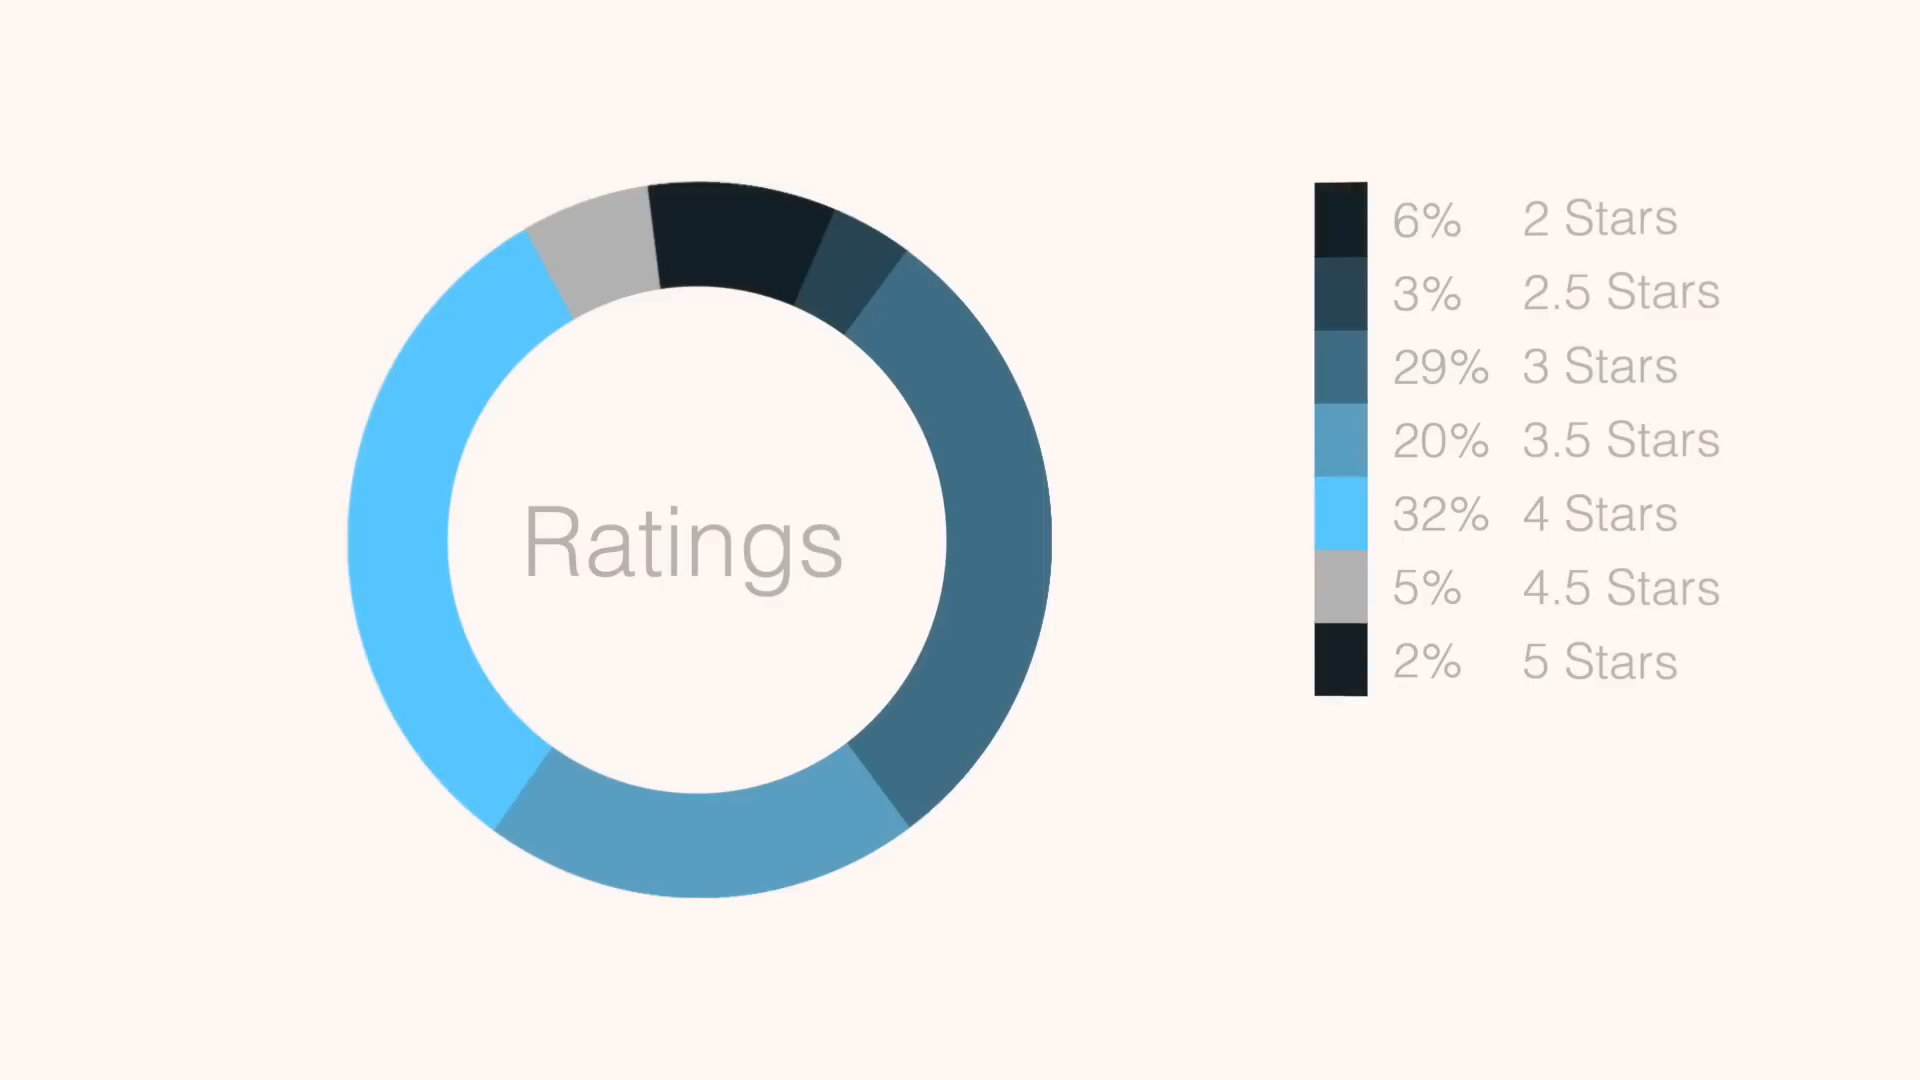 Ratings
6% 2 Stars
3% 2.5 Stars
29% 3 Stars
20% 3.5 Stars
32% 4 Stars
5% 4.5 Stars
2% 5 Stars